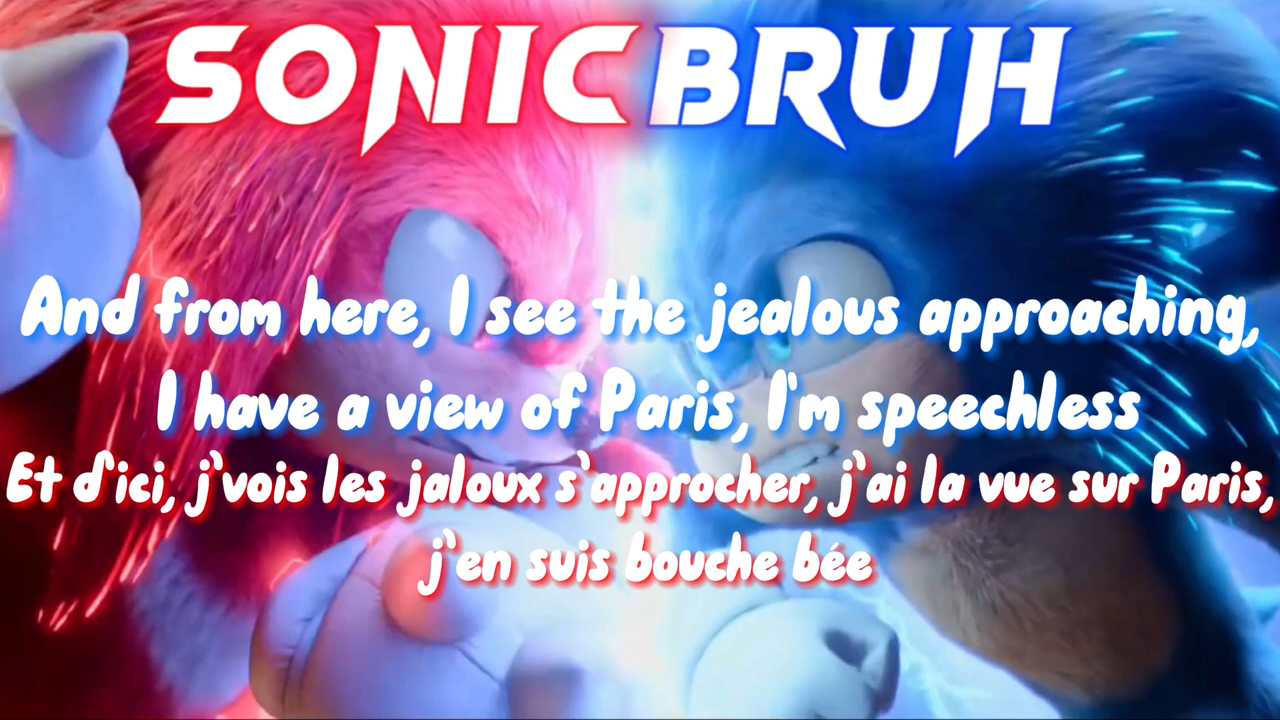 SONIC BRUH
And from here, I see the jealous approaching,
I have a view of Paris, I'm speechless
Et d'ici, j'vois les jaloux s'approcher, j'ai la vue sur Paris,
j'en suis bouche bée